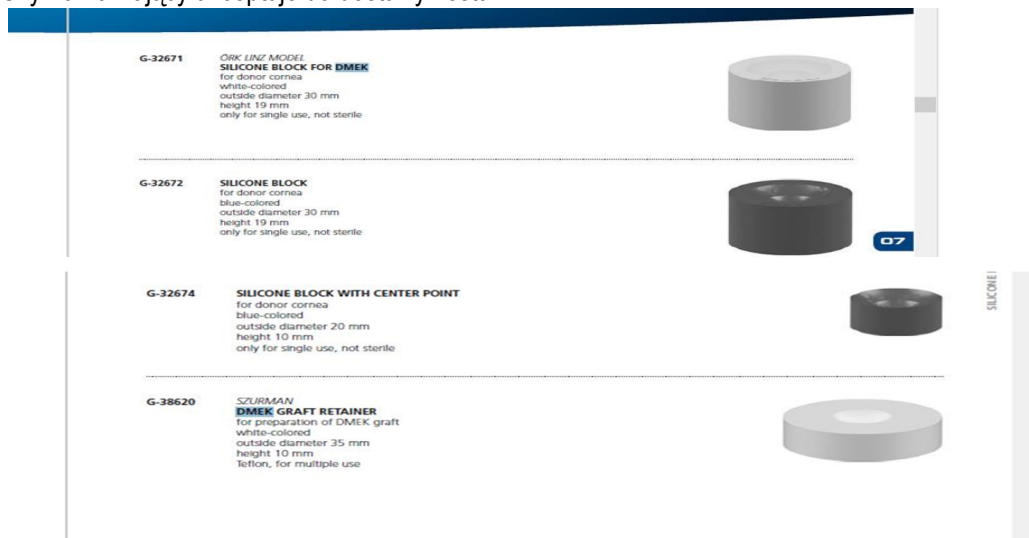 G-32671
ÖRK LINZ MODEL
SILICONE BLOCK FOR DMEK
for donor cornea
white-colored
outside diameter 30 mm
height 19 mm
only for single use, not sterile
G-32672
SILICONE BLOCK
for donor cornea
blue-colored
outside diameter 30 mm
height 19 mm
only for single use, not sterile
07
G-32674
SILICONE BLOCK WITH CENTER POINT
for donor cornea
blue-colored
outside diameter 20 mm
height 10 mm
only for single use, not sterile
G-38620
SZURMAN
DMEK GRAFT RETAINER
for preparation of DMEK graft
white-colored
outside diameter 35 mm
height 10 mm
Teflon, for multiple use